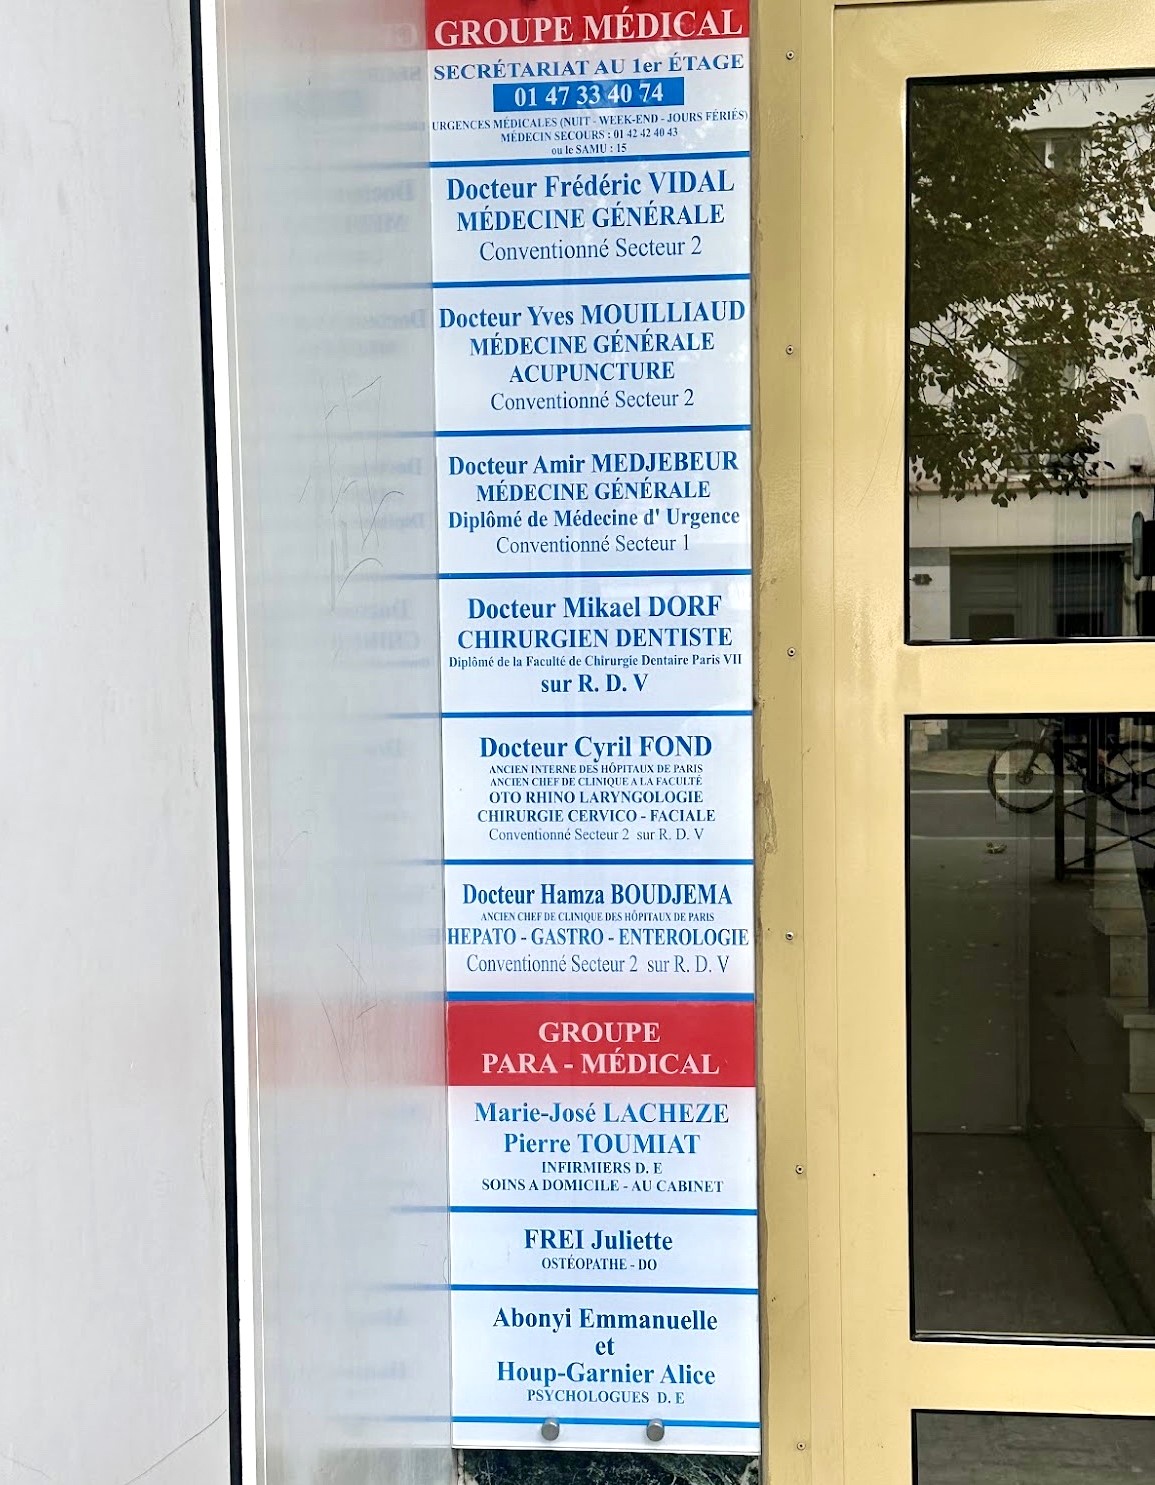 GROUPE MÉDICAL
SECRÉTARIAT AU 1er ÉTAGE
01 47 33 40 74
URGENCES MÉDICALES (NUIT - WEEK-END - JOURS FÉRIÉS)
MÉDECIN SECOURS : 01 42 42 40 43
ou le SAMU : 15
Docteur Frédéric VIDAL
MÉDECINE GÉNÉRALE
Conventionné Secteur 2
Docteur Yves MOUILLIAUD
MÉDECINE GÉNÉRALE
ACUPUNCTURE
Conventionné Secteur 2
Docteur Amir MEDJEBEUR
MÉDECINE GÉNÉRALE
Diplômé de Médecine d' Urgence
Conventionné Secteur 1
Docteur Mikael DORF
CHIRURGIEN DENTISTE
Diplômé de la Faculté de Chirurgie Dentaire Paris VII
sur R. D. V
Docteur Cyril FOND
ANCIEN INTERNE DES HÔPITAUX DE PARIS
ANCIEN CHEF DE CLINIQUE A LA FACULTÉ
OTO RHINO LARYNGOLOGIE
CHIRURGIE CERVICO - FACIALE
Conventionné Secteur 2 sur R. D. V
Docteur Hamza BOUDJEMA
ANCIEN CHEF DE CLINIQUE DES HÔPITAUX DE PARIS
HEPATO - GASTRO - ENTEROLOGIE
Conventionné Secteur 2 sur R. D. V
GROUPE
PARA - MÉDICAL
Marie-José LACHEZE
Pierre TOUMIAT
INFIRMIERS D. E
SOINS A DOMICILE - AU CABINET
FREI Juliette
OSTÉOPATHE - DO
Abonyi Emmanuelle
et
Houp-Garnier Alice
PSYCHOLOGUES D. E